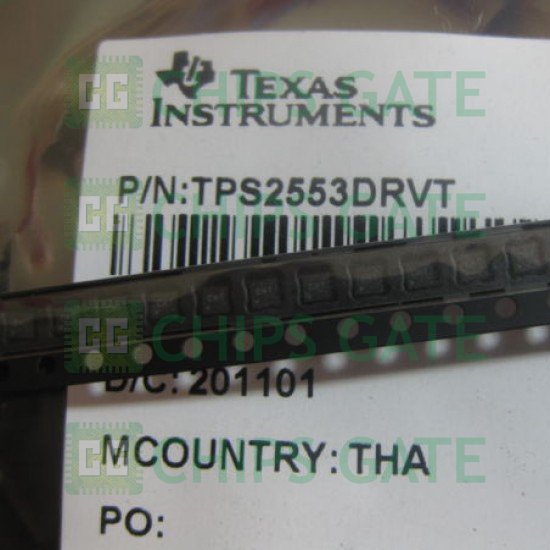 CHIPS GATE
TEXAS
INSTRUMENTS
P/N:TPS2553DRVT
CHIPS GATE
CHIPS GATE
D/C: 201101
MCOUNTRY: THA
CHIPS GATE
PO: